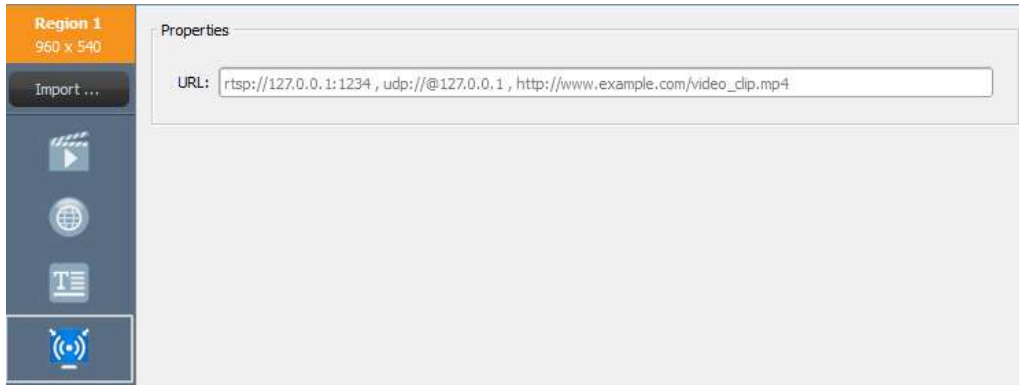 Region 1
960 x 540
Import ...
Properties
URL: rtsp://127.0.0.1:1234 , udp://@127.0.0.1 , http://www.example.com/video_clip.mp4
T